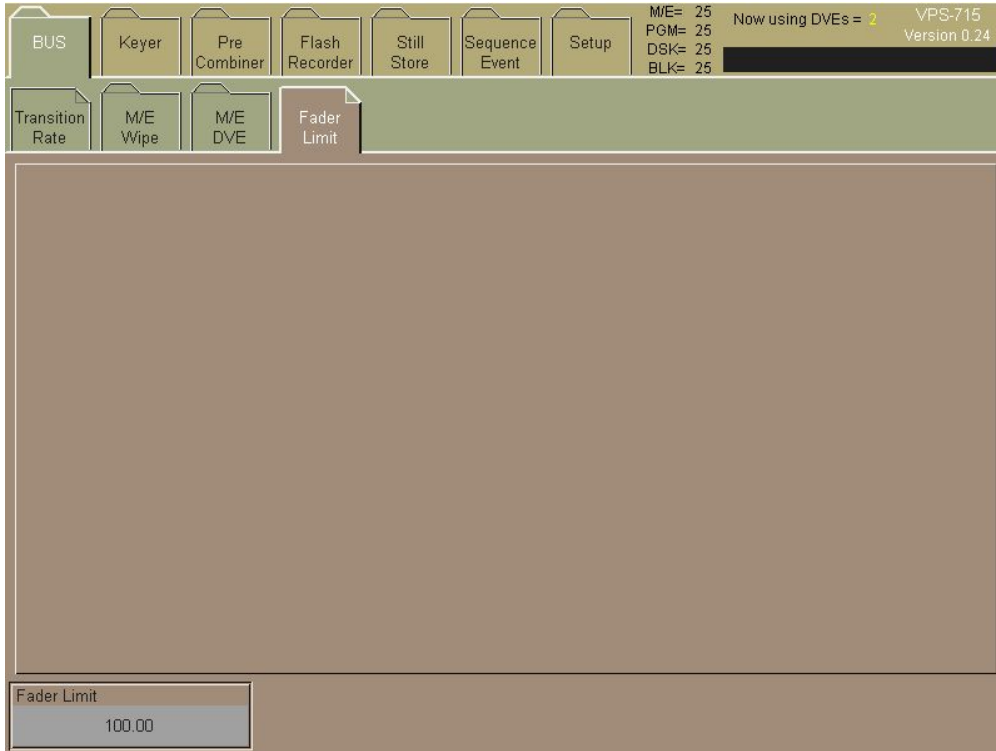 BUS
Keyer
Pre
Combiner
Flash
Recorder
Still
Store
Sequence
Event
Setup
M/E= 25
PGM= 25
DSK= 25
BLK= 25
Now using DVEs = 2
VPS-715
Version 0.24
Transition
Rate
M/E
Wipe
M/E
DVE
Fader
Limit
Fader Limit
100.00